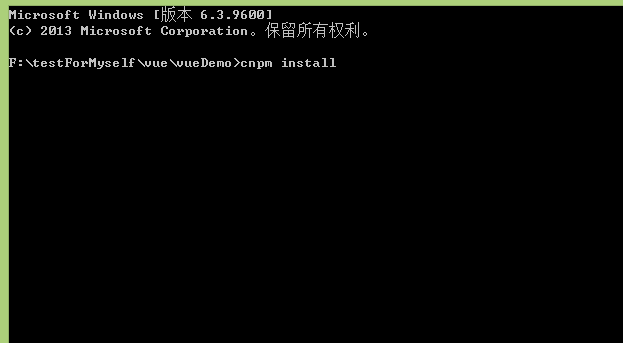 Microsoft Windows [版本 6.3.9600]
(c) 2013 Microsoft Corporation。保留所有权利。
F:\testForMyself\vue\vueDemo>cnpm install